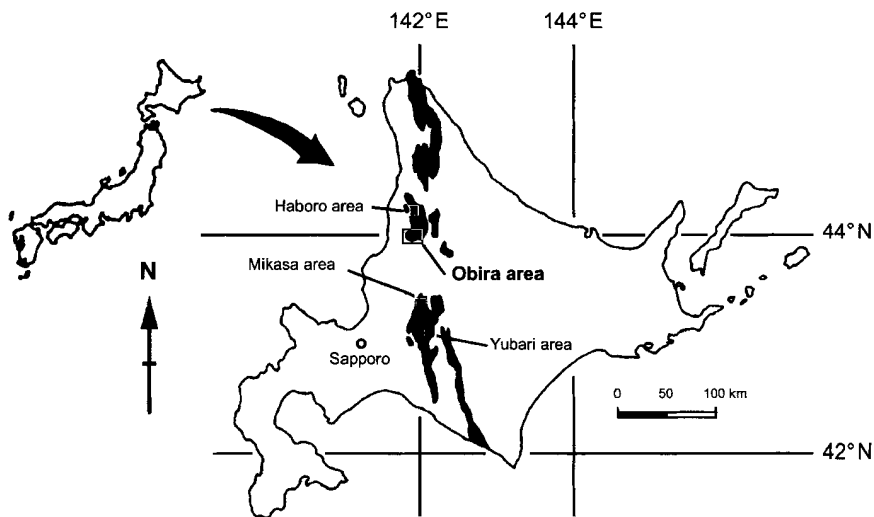 142°E
144°E
Haboro area
44°N
Mikasa area
Obira area
N
Yubari area
Sapporo
0 50 100 km
42°N